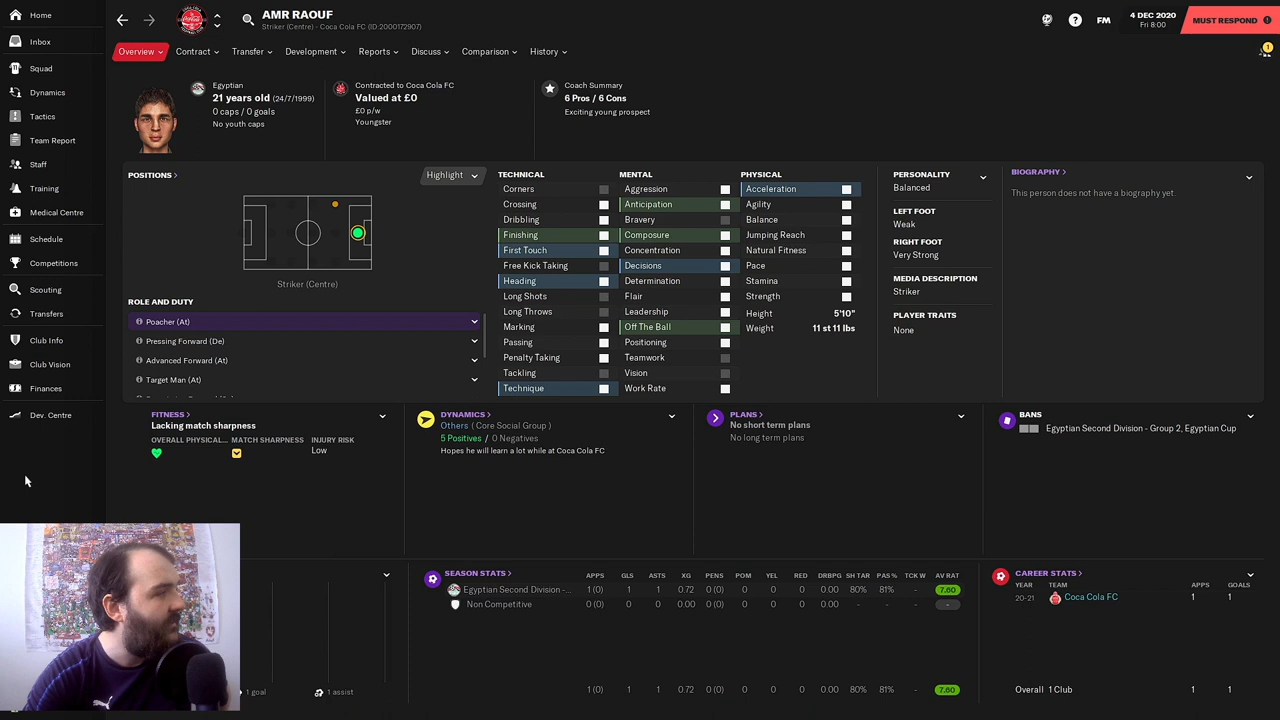 Home
Inbox
Squad
Dynamics
Tactics
Team Report
Staff
Training
Medical Centre
Schedule
Competitions
Scouting
Transfers
Club Info
Club Vision
Finances
Dev. Centre
AMR RAOUF
Striker (Centre) - Coca Cola FC (ID:2000172907)
FM
4 DEC 2020
Fri 8:00
MUST RESPOND
1
Overview
Contract
Transfer
Development
Reports
Discuss
Comparison
History
Egyptian
21 years old (24/7/1999)
0 caps / 0 goals
No youth caps
Contracted to Coca Cola FC
Valued at £0
£0 p/w
Youngster
Coach Summary
6 Pros / 6 Cons
Exciting young prospect
POSITIONS
Highlight
Striker (Centre)
ROLE AND DUTY
Poacher (At)
Pressing Forward (De)
Advanced Forward (At)
Target Man (At)
TECHNICAL
Corners
Crossing
Dribbling
Finishing
First Touch
Free Kick Taking
Heading
Long Shots
Long Throws
Marking
Passing
Penalty Taking
Tackling
Technique
MENTAL
Aggression
Anticipation
Bravery
Composure
Concentration
Decisions
Determination
Flair
Leadership
Off The Ball
Positioning
Teamwork
Vision
Work Rate
PHYSICAL
Acceleration
Agility
Balance
Jumping Reach
Natural Fitness
Pace
Stamina
Strength
Height 5'10"
Weight 11 st 11 lbs
PERSONALITY
Balanced
LEFT FOOT
Weak
RIGHT FOOT
Very Strong
MEDIA DESCRIPTION
Striker
PLAYER TRAITS
None
BIOGRAPHY
This person does not have a biography yet.
FITNESS
Lacking match sharpness
OVERALL PHYSICAL... MATCH SHARPNESS INJURY RISK
Low
DYNAMICS
Others ( Core Social Group )
5 Positives / 0 Negatives
Hopes he will learn a lot while at Coca Cola FC
PLANS
No short term plans
No long term plans
BANS
Egyptian Second Division - Group 2, Egyptian Cup
1 goal
1 assist
SEASON STATS APPS GLS ASTS XG PENS POM YEL RED DRBPG SH TAR PAS% TCK W AV RAT
Egyptian Second Division -... 1 (0) 1 1 0.72 0 (0) 0 0 0 0.00 80% 81% - 7.60
Non Competitive 0 (0) 0 0 0.00 0 (0) 0 0 0 0.00 - - - -
1 (0) 1 1 0.72 0 (0) 0 0 0 0.00 80% 81% - 7.60
CAREER STATS
YEAR TEAM APPS GOALS
20-21 Coca Cola FC 1 1
Overall 1 Club 1 1